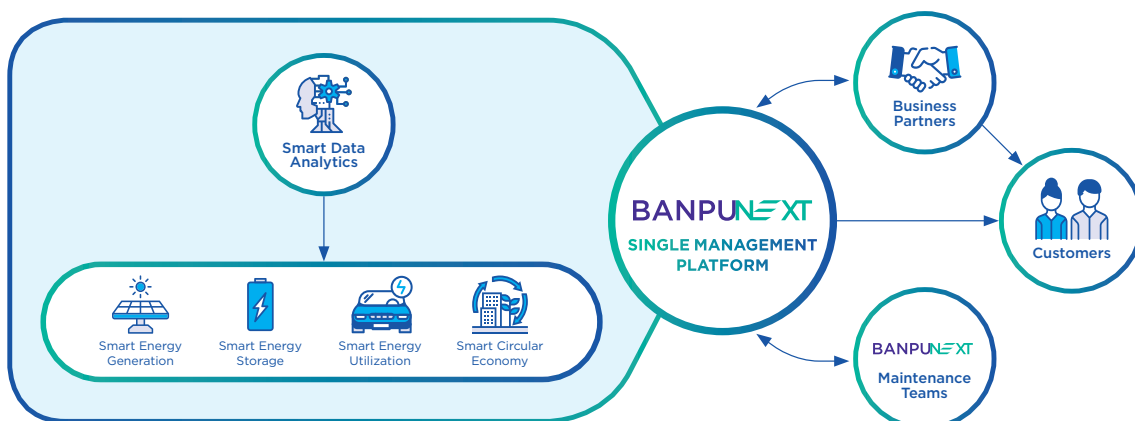 Smart Data
Analytics
Smart Energy
Generation
Smart Energy
Storage
Smart Energy
Utilization
Smart Circular
Economy
BANPUNEXT
SINGLE MANAGEMENT
PLATFORM
Business
Partners
Customers
BANPUNEXT
Maintenance
Teams